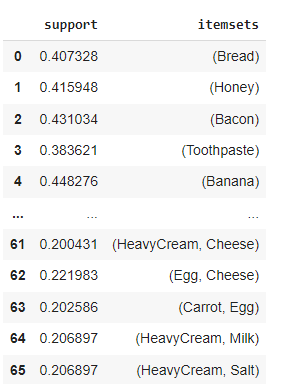 support itemsets
0 0.407328 (Bread)
1 0.415948 (Honey)
2 0.431034 (Bacon)
3 0.383621 (Toothpaste)
4 0.448276 (Banana)
... ... ...
61 0.200431 (HeavyCream, Cheese)
62 0.221983 (Egg, Cheese)
63 0.202586 (Carrot, Egg)
64 0.206897 (HeavyCream, Milk)
65 0.206897 (HeavyCream, Salt)